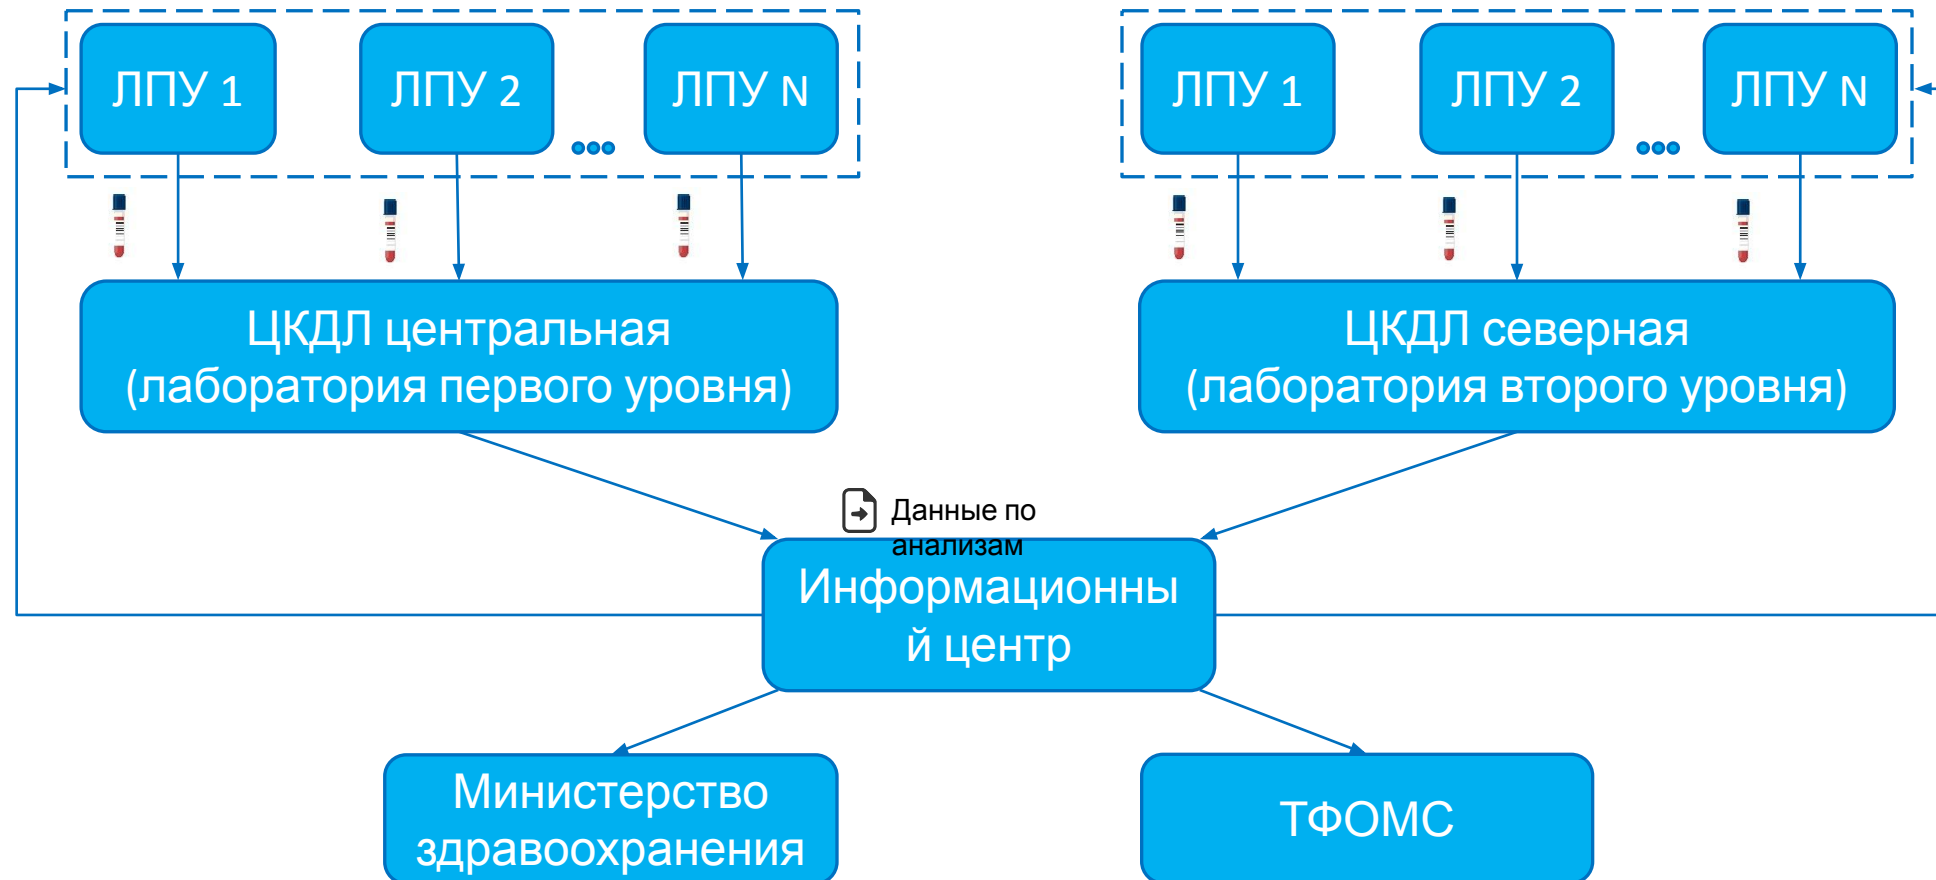 ЛПУ 1
ЛПУ 2
ЛПУ N
ЛПУ 1
ЛПУ 2
ЛПУ N
ЦКДЛ центральная
(лаборатория первого уровня)
ЦКДЛ северная
(лаборатория второго уровня)
Данные по
анализам
Информационны
й центр
Министерство
здравоохранения
ТФОМС